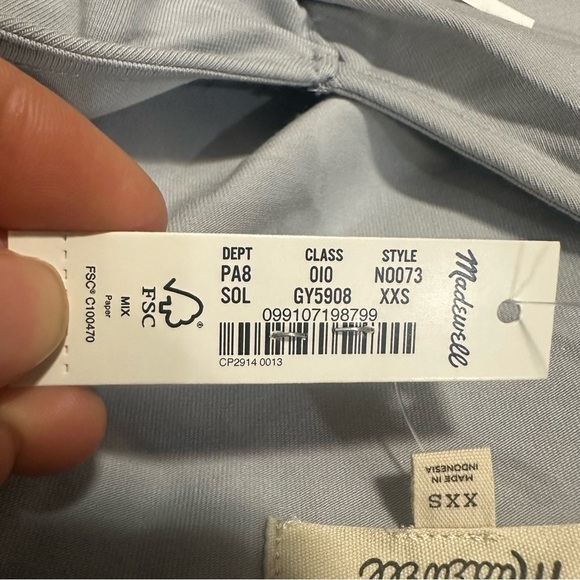 DEPT CLASS STYLE
PA8 010 N0073
SOL GY5908 XXS
099107198799
CP2914 0013
Madewell
FSC
®
MIX
Paper
FSC® C100470
XXS
MADE IN
INDONESIA
Madewell